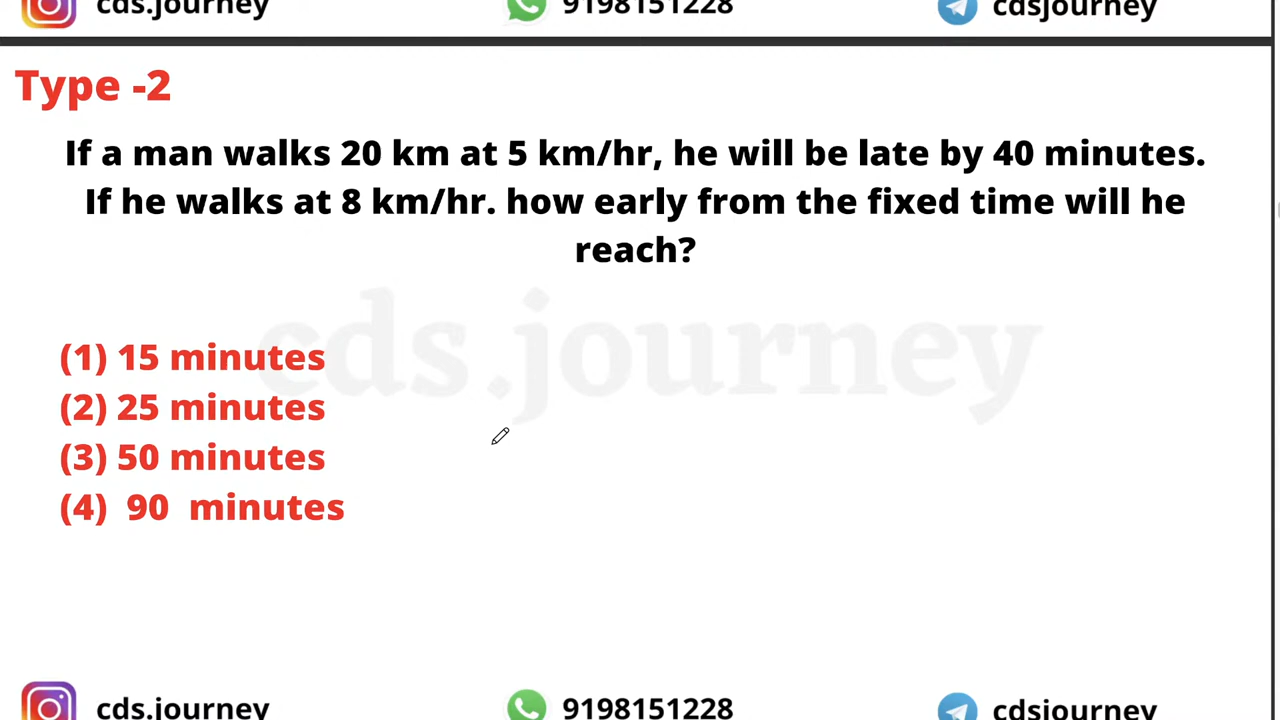 cds.journey 9198151228 cdsjourney
Type -2
If a man walks 20 km at 5 km/hr, he will be late by 40 minutes.
If he walks at 8 km/hr. how early from the fixed time will he
reach?
cds.journey
(1) 15 minutes
(2) 25 minutes
(3) 50 minutes
(4) 90 minutes
cds.journey 9198151228 cdsjourney